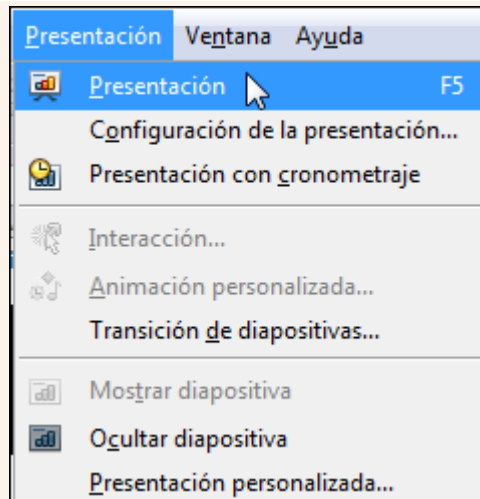 Presentación Ventana Ayuda
Presentación F5
Configuración de la presentación...
Presentación con cronometraje
Interacción...
Animación personalizada...
Transición de diapositivas...
Mostrar diapositiva
Ocultar diapositiva
Presentación personalizada...